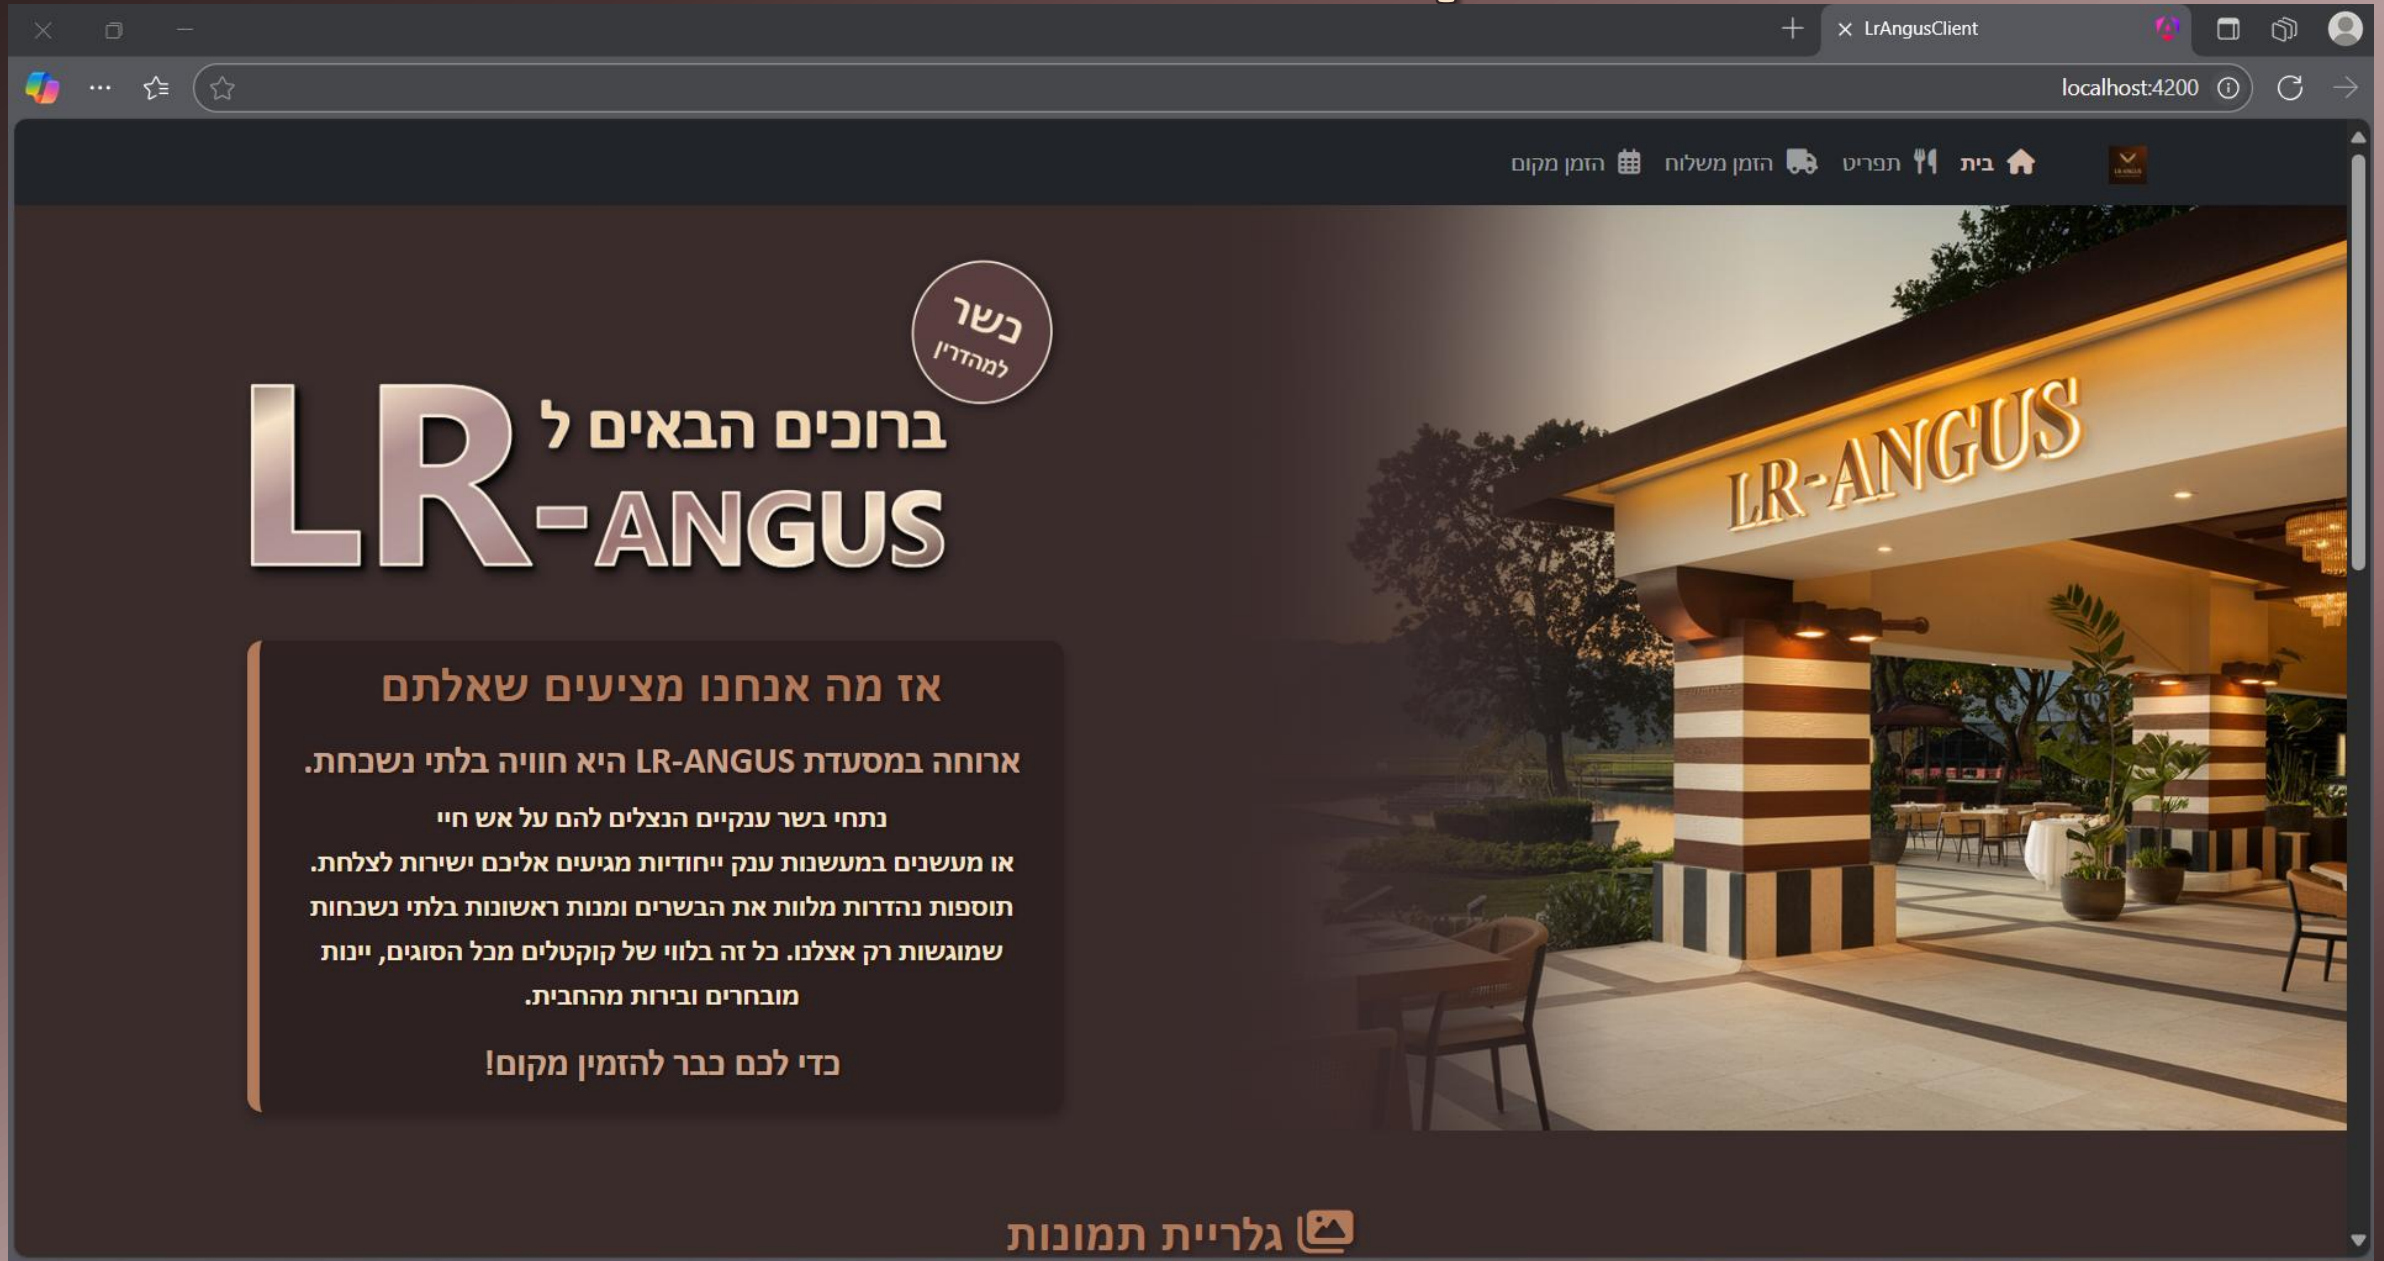 LrAngusClient
localhost:4200
בית
תפריט
הזמן משלוח
הזמן מקום
כשר
למהדרין
ברוכים הבאים ל
LR-ANGUS
LR-ANGUS
אז מה אנחנו מציעים שאלתם
ארוחה במסעדת LR-ANGUS היא חוויה בלתי נשכחת.
נתחי בשר ענקיים הנצלים להם על אש חיי
או מעשנים במעשנות ענק ייחודיות מגיעים אליכם ישירות לצלחת.
תוספות נהדרות מלוות את הבשרים ומנות ראשונות בלתי נשכחות
שמוגשות רק אצלנו. כל זה בלווי של קוקטלים מכל הסוגים, יינות
מובחרים ובירות מהחבית.
כדי לכם כבר להזמין מקום!
גלריית תמונות